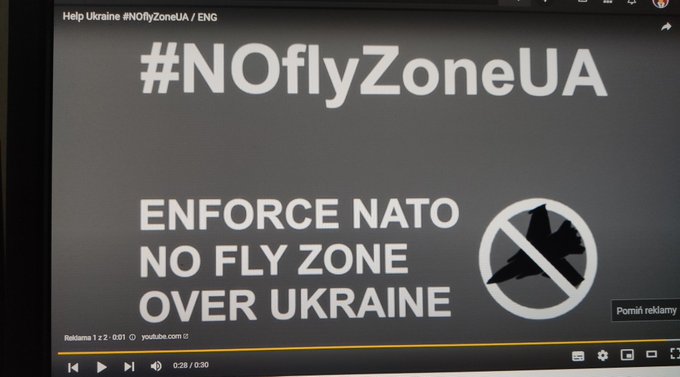 Help Ukraine #NOflyZoneUA / ENG
#NOflyZoneUA
ENFORCE NATO
NO FLY ZONE
OVER UKRAINE
Pomiń reklamy
Reklama 1 z 2 · 0:01 youtube.com
0:28 / 0:30